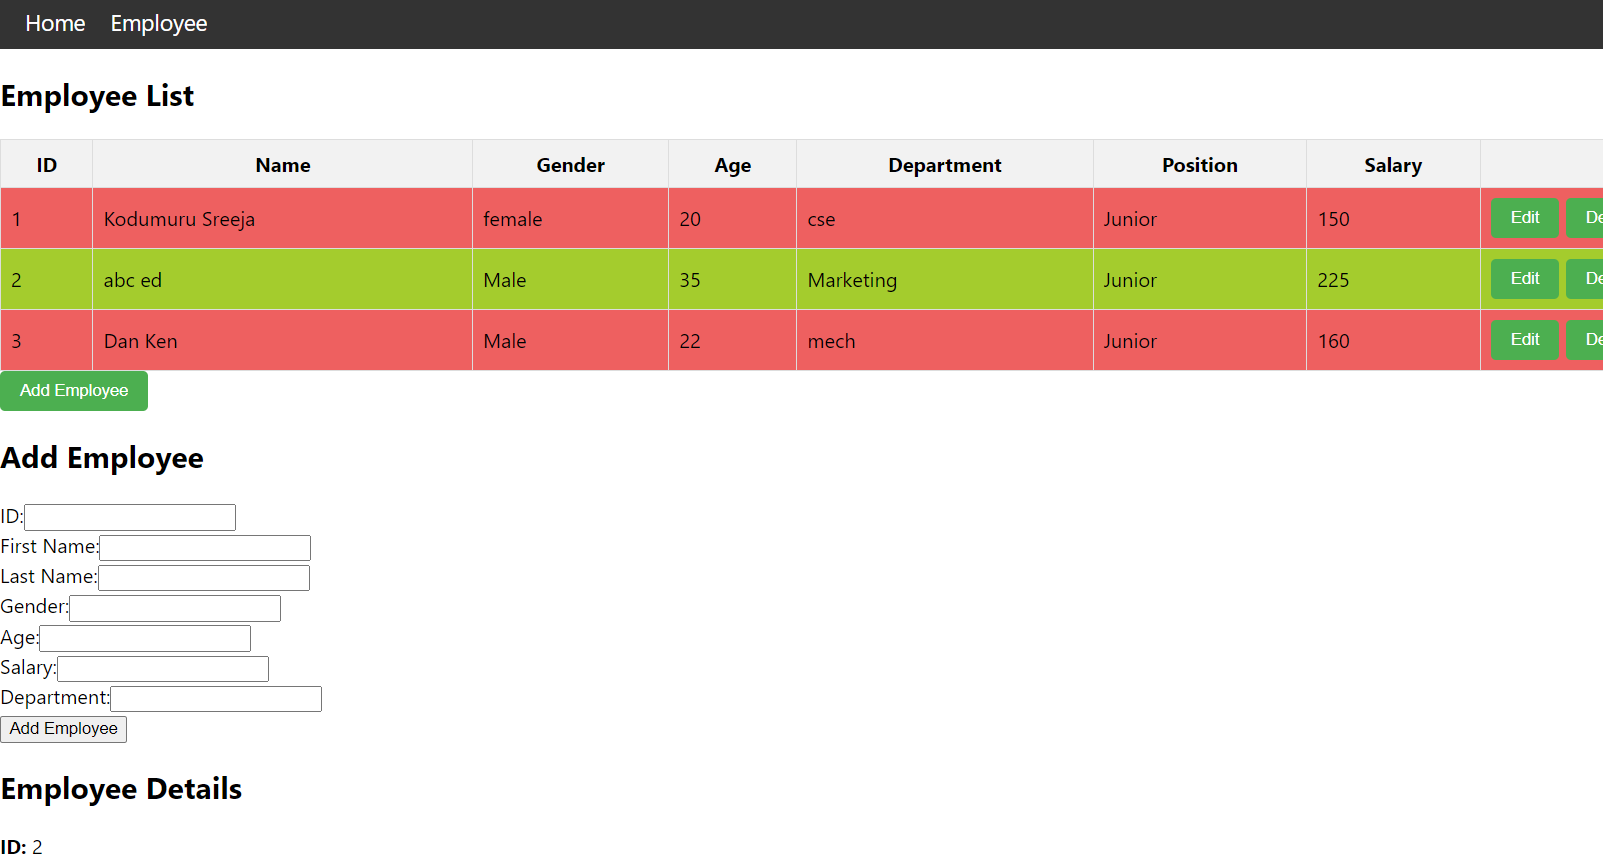 Home Employee
Employee List
ID Name Gender Age Department Position Salary
1 Kodumuru Sreeja female 20 cse Junior 150 Edit De
2 abc ed Male 35 Marketing Junior 225 Edit De
3 Dan Ken Male 22 mech Junior 160 Edit De
Add Employee
Add Employee
ID:
First Name:
Last Name:
Gender:
Age:
Salary:
Department:
Add Employee
Employee Details
ID: 2